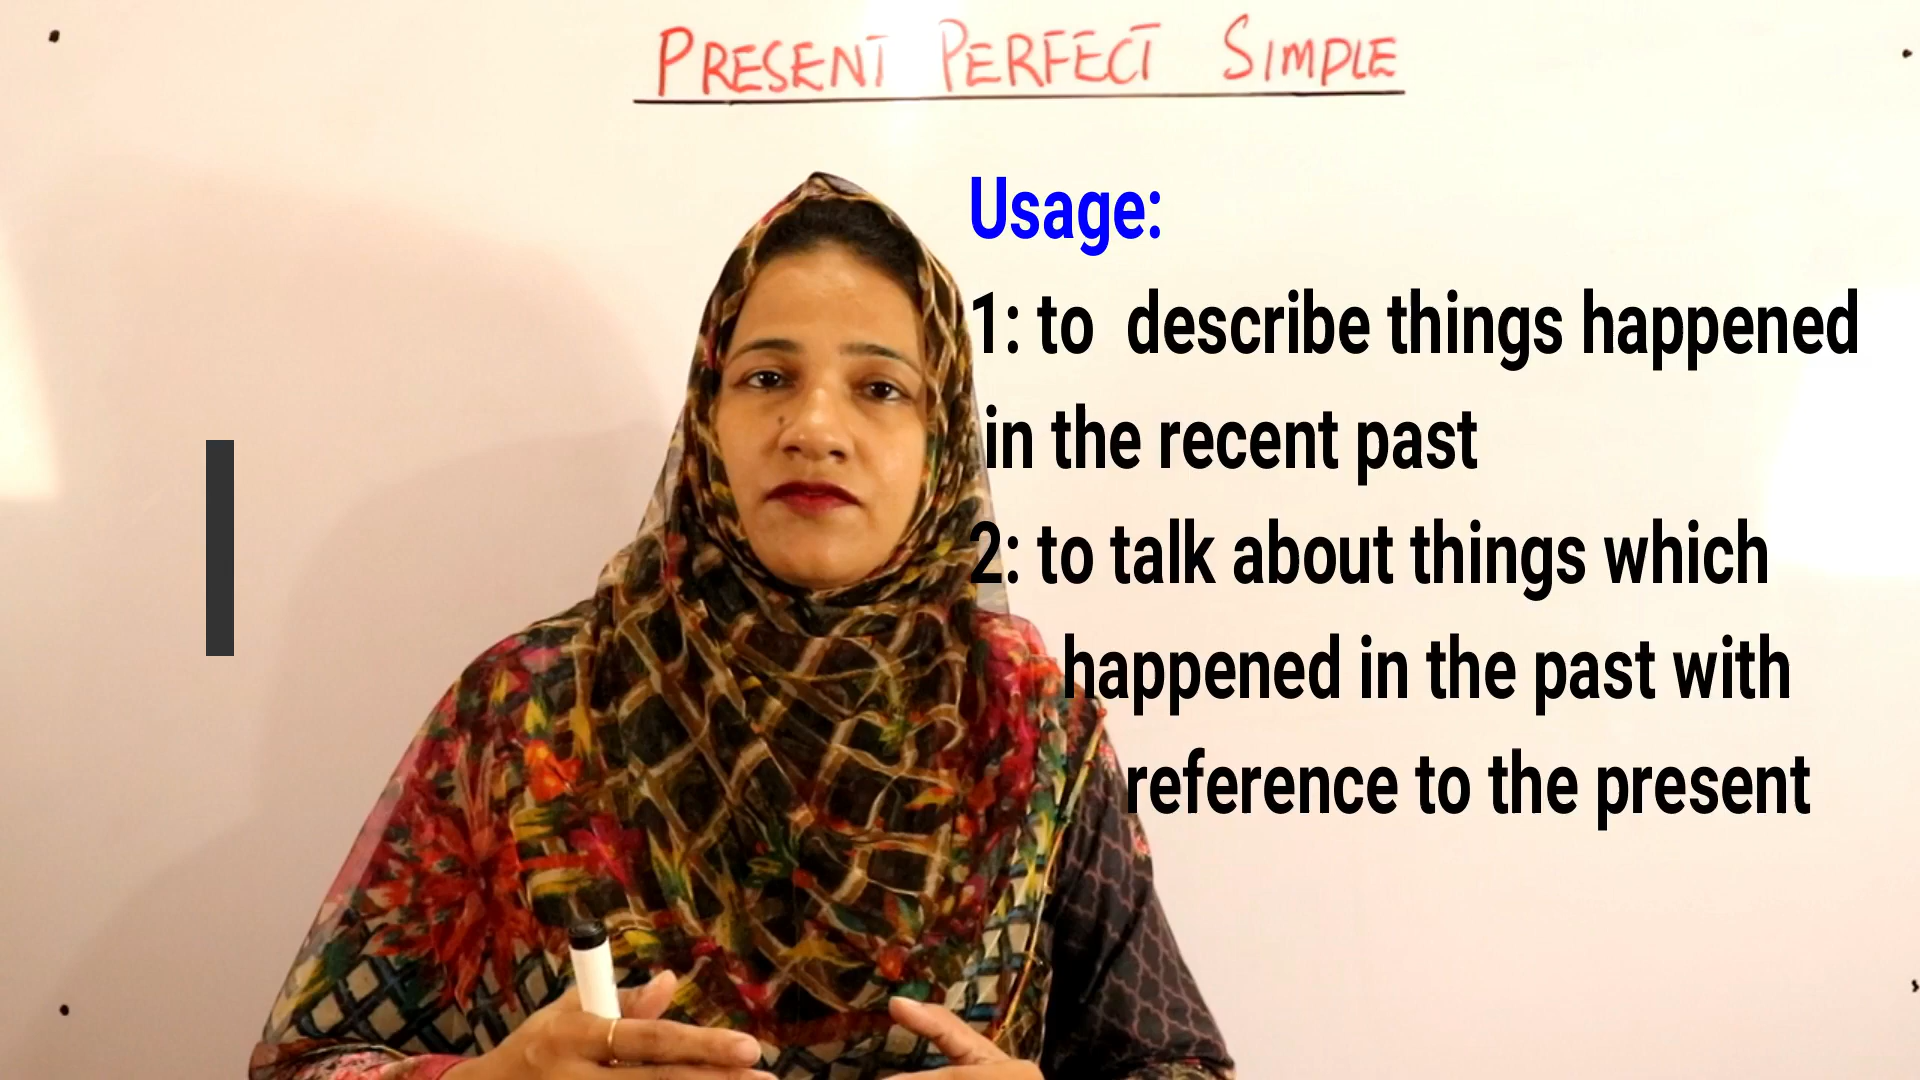 PRESENT PERFECT SIMPLE
Usage:
1: to describe things happened
in the recent past
2: to talk about things which
happened in the past with
reference to the present